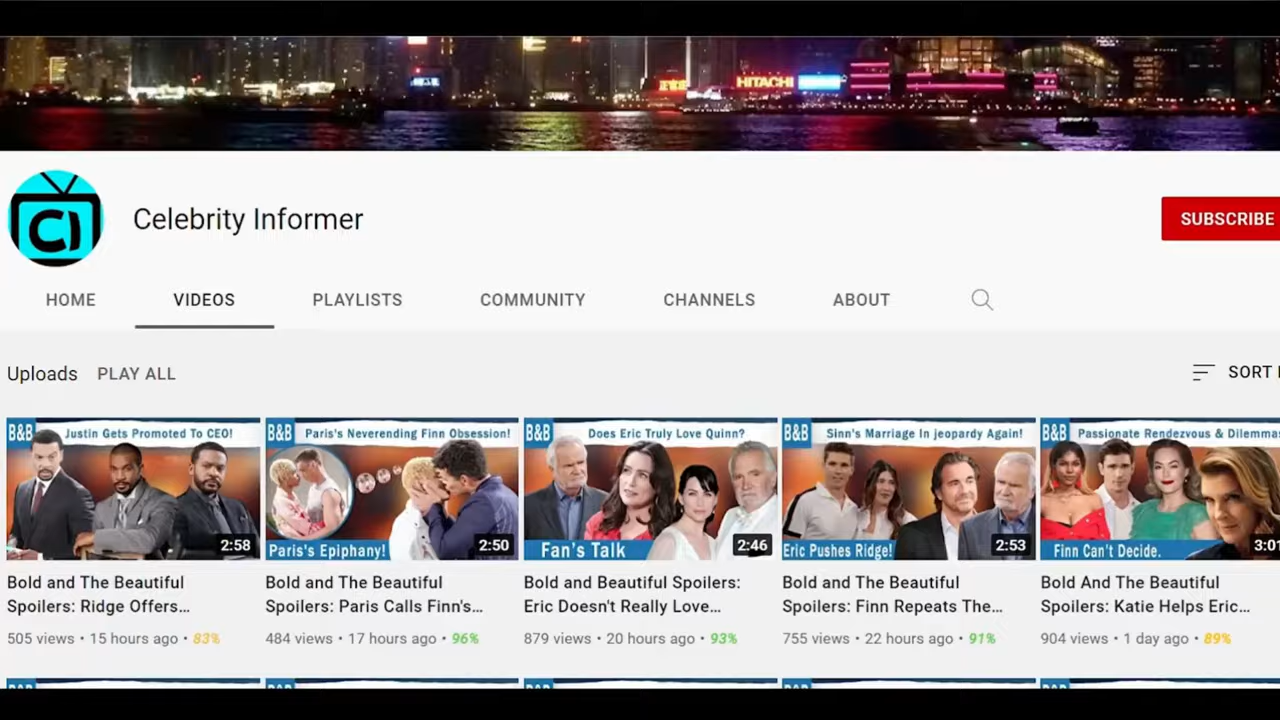 HITACHI
CI
Celebrity Informer
SUBSCRIBE
HOME VIDEOS PLAYLISTS COMMUNITY CHANNELS ABOUT
Uploads PLAY ALL
SORT
B&B Justin Gets Promoted To CEO!
2:58
Bold and The Beautiful
Spoilers: Ridge Offers...
505 views • 15 hours ago • 83%
B&B Paris's Neverending Finn Obsession!
Paris's Epiphany!
2:50
Bold and The Beautiful
Spoilers: Paris Calls Finn's...
484 views • 17 hours ago • 96%
B&B Does Eric Truly Love Quinn?
Fan's Talk
2:46
Bold and Beautiful Spoilers:
Eric Doesn't Really Love...
879 views • 20 hours ago • 93%
B&B Sinn's Marriage In jeopardy Again!
Eric Pushes Ridge!
2:53
Bold and The Beautiful
Spoilers: Finn Repeats The...
755 views • 22 hours ago • 91%
B&B Passionate Rendezvous & Dilemma
Finn Can't Decide.
3:01
Bold And The Beautiful
Spoilers: Katie Helps Eric...
904 views • 1 day ago • 89%
B&B
B&B
B&B
B&B
B&B